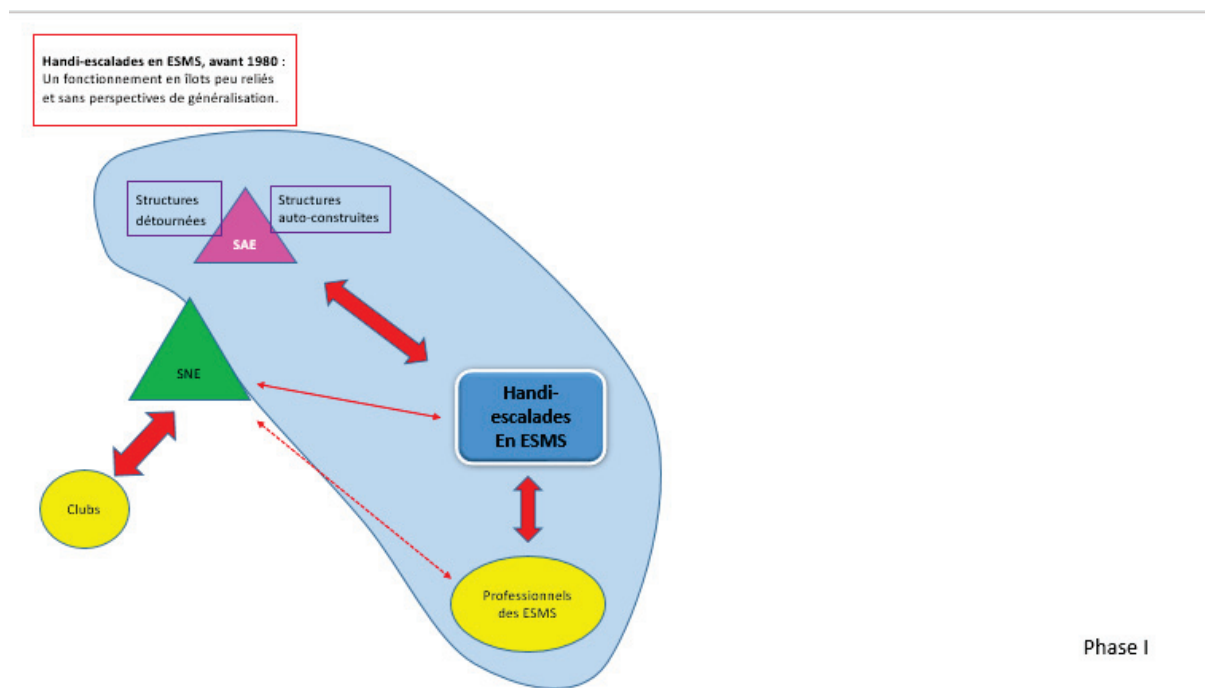 Handi-escalades en ESMS, avant 1980 :
Un fonctionnement en îlots peu reliés
et sans perspectives de généralisation.
Structures
détournées
Structures
auto-construites
SAE
SNE
Handi-
escalades
En ESMS
Clubs
Professionnels
des ESMS
Phase I